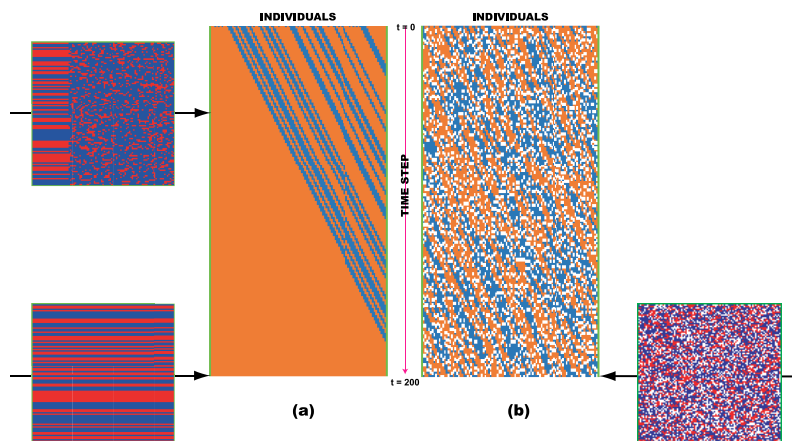 INDIVIDUALS
INDIVIDUALS
t = 0
TIME STEP
t = 200
(a)
(b)